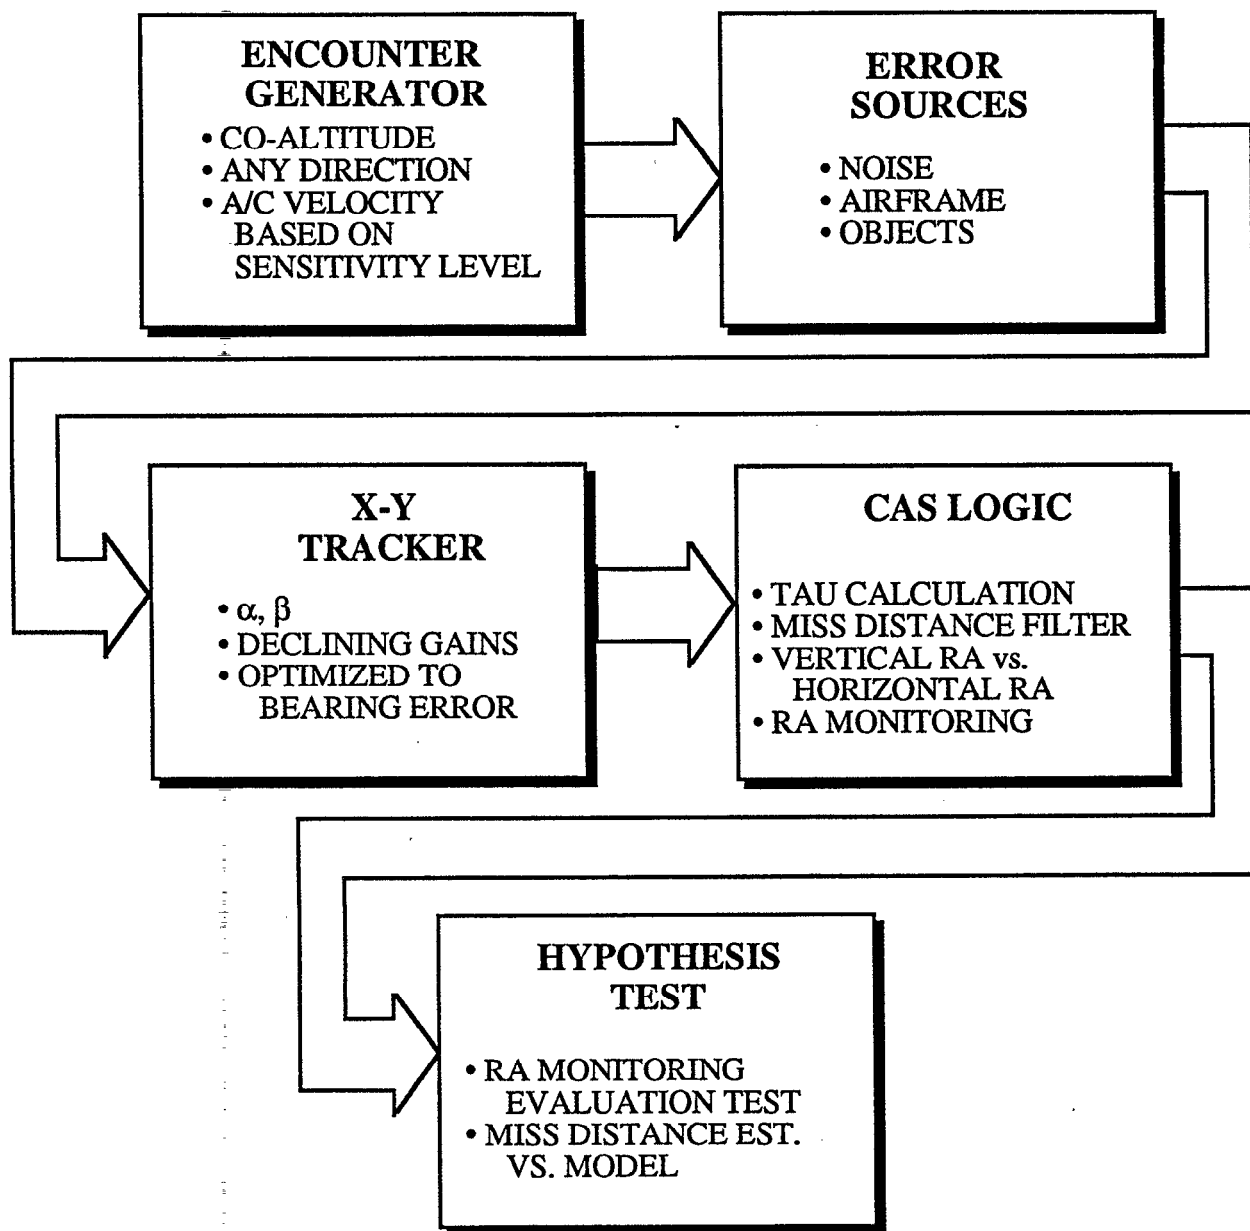 ENCOUNTER
GENERATOR
• CO-ALTITUDE
• ANY DIRECTION
• A/C VELOCITY
BASED ON
SENSITIVITY LEVEL
ERROR
SOURCES
• NOISE
• AIRFRAME
• OBJECTS
X-Y
TRACKER
• α, β
• DECLINING GAINS
• OPTIMIZED TO
BEARING ERROR
CAS LOGIC
• TAU CALCULATION
• MISS DISTANCE FILTER
• VERTICAL RA vs.
HORIZONTAL RA
• RA MONITORING
HYPOTHESIS
TEST
• RA MONITORING
EVALUATION TEST
• MISS DISTANCE EST.
VS. MODEL